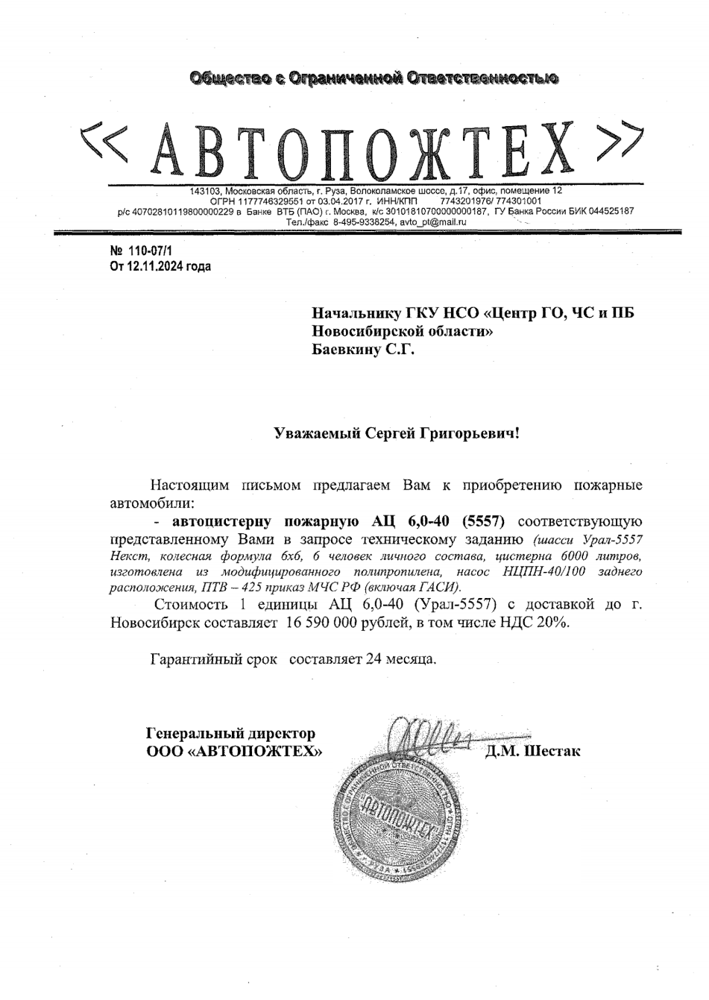 Общество с Ограниченной Ответственностью
<< АВТОПОЖТЕХ >>
143103, Московская область, г. Руза, Волоколамское шоссе, д.17, офис, помещение 12
ОГРН 1177746329551 от 03.04.2017 г. ИНН/КПП 7743201976/ 774301001
р/с 40702810119800000229 в Банке ВТБ (ПАО) г. Москва, к/с 30101810700000000187, ГУ Банка России БИК 044525187
Тел./факс 8-495-9338254, avto_pt@mail.ru
№ 110-07/1
От 12.11.2024 года
Начальнику ГКУ НСО «Центр ГО, ЧС и ПБ
Новосибирской области»
Баевкину С.Г.
Уважаемый Сергей Григорьевич!
Настоящим письмом предлагаем Вам к приобретению пожарные
автомобили:
- автоцистерну пожарную АЦ 6,0-40 (5557) соответствующую
представленному Вами в запросе техническому заданию (шасси Урал-5557
Некст, колесная формула 6х6, 6 человек личного состава, цистерна 6000 литров,
изготовлена из модифицированного полипропилена, насос НЦПН-40/100 заднего
расположения, ПТВ – 425 приказ МЧС РФ (включая ГАСИ).
Стоимость 1 единицы АЦ 6,0-40 (Урал-5557) с доставкой до г.
Новосибирск составляет 16 590 000 рублей, в том числе НДС 20%.
Гарантийный срок составляет 24 месяца.
Генеральный директор
ООО «АВТОПОЖТЕХ» Д.М. Шестак
ОБЩЕСТВО С ОГРАНИЧЕННОЙ ОТВЕТСТВЕННОСТЬЮ * ОГРН 1177746329551 * г. РУЗА *
"АВТОПОЖТЕХ"